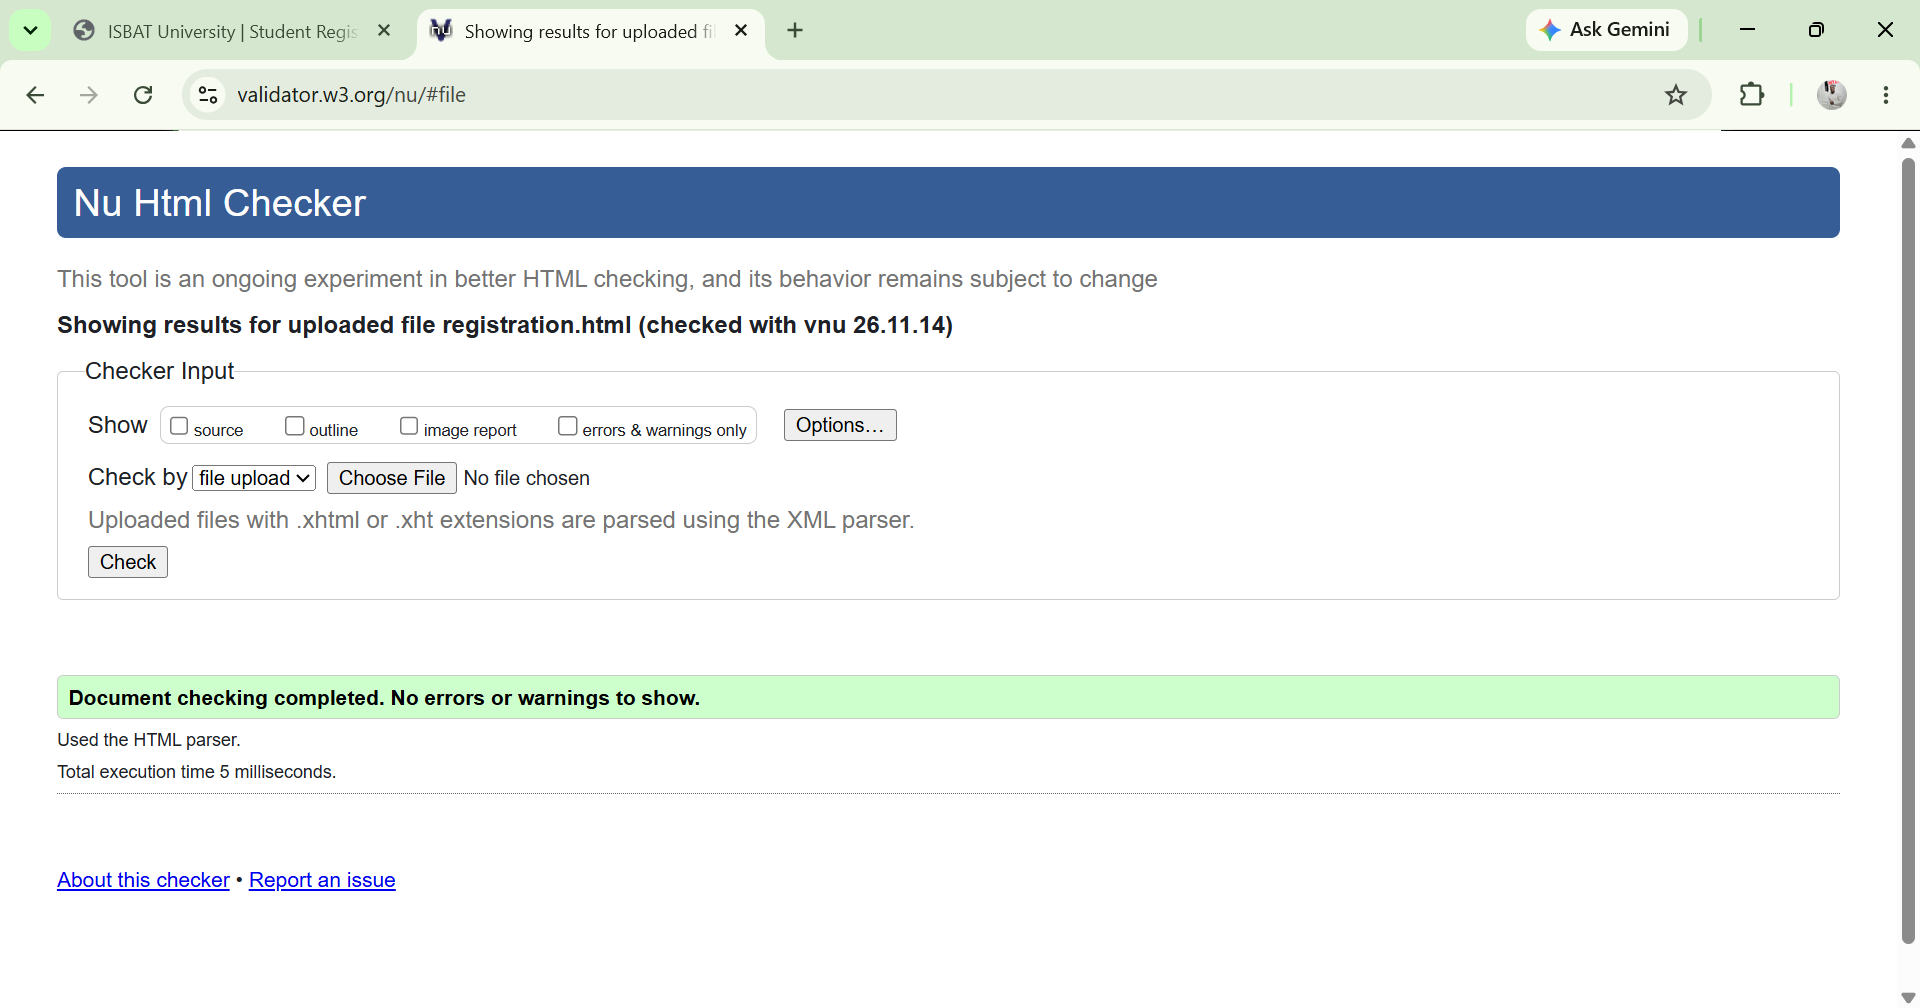 ISBAT University | Student Regis
Showing results for uploaded fi
Ask Gemini
validator.w3.org/nu/#file
Nu Html Checker
This tool is an ongoing experiment in better HTML checking, and its behavior remains subject to change
Showing results for uploaded file registration.html (checked with vnu 26.11.14)
Checker Input
Show source outline image report errors & warnings only Options...
Check by file upload Choose File No file chosen
Uploaded files with .xhtml or .xht extensions are parsed using the XML parser.
Check
Document checking completed. No errors or warnings to show.
Used the HTML parser.
Total execution time 5 milliseconds.
About this checker • Report an issue